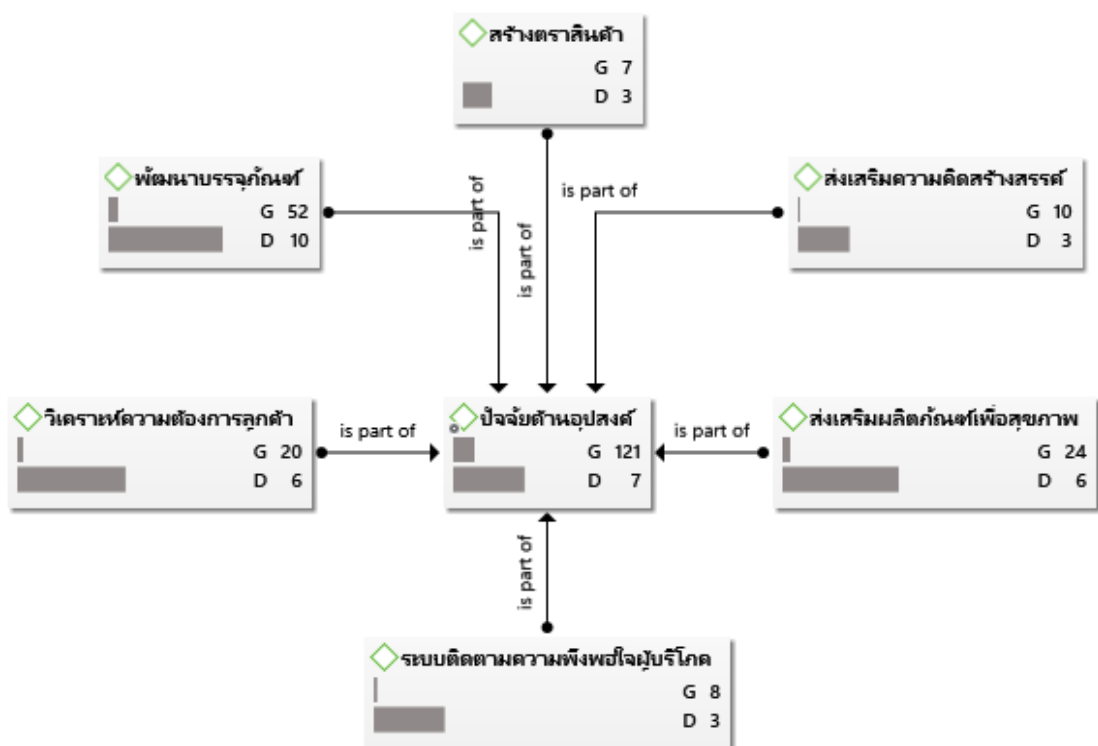 สร้างตราสินค้า
G 7
D 3
พัฒนาบรรจุภัณฑ์
G 52
D 10
is part of
is part of
is part of
ส่งเสริมความคิดสร้างสรรค์
G 10
D 3
วิเคราะห์ความต้องการลูกค้า
G 20
D 6
is part of
ปัจจัยด้านอุปสงค์
G 121
D 7
is part of
ส่งเสริมผลิตภัณฑ์เพื่อสุขภาพ
G 24
D 6
is part of
ระบบติดตามความพึงพอใจผู้บริโภค
G 8
D 3